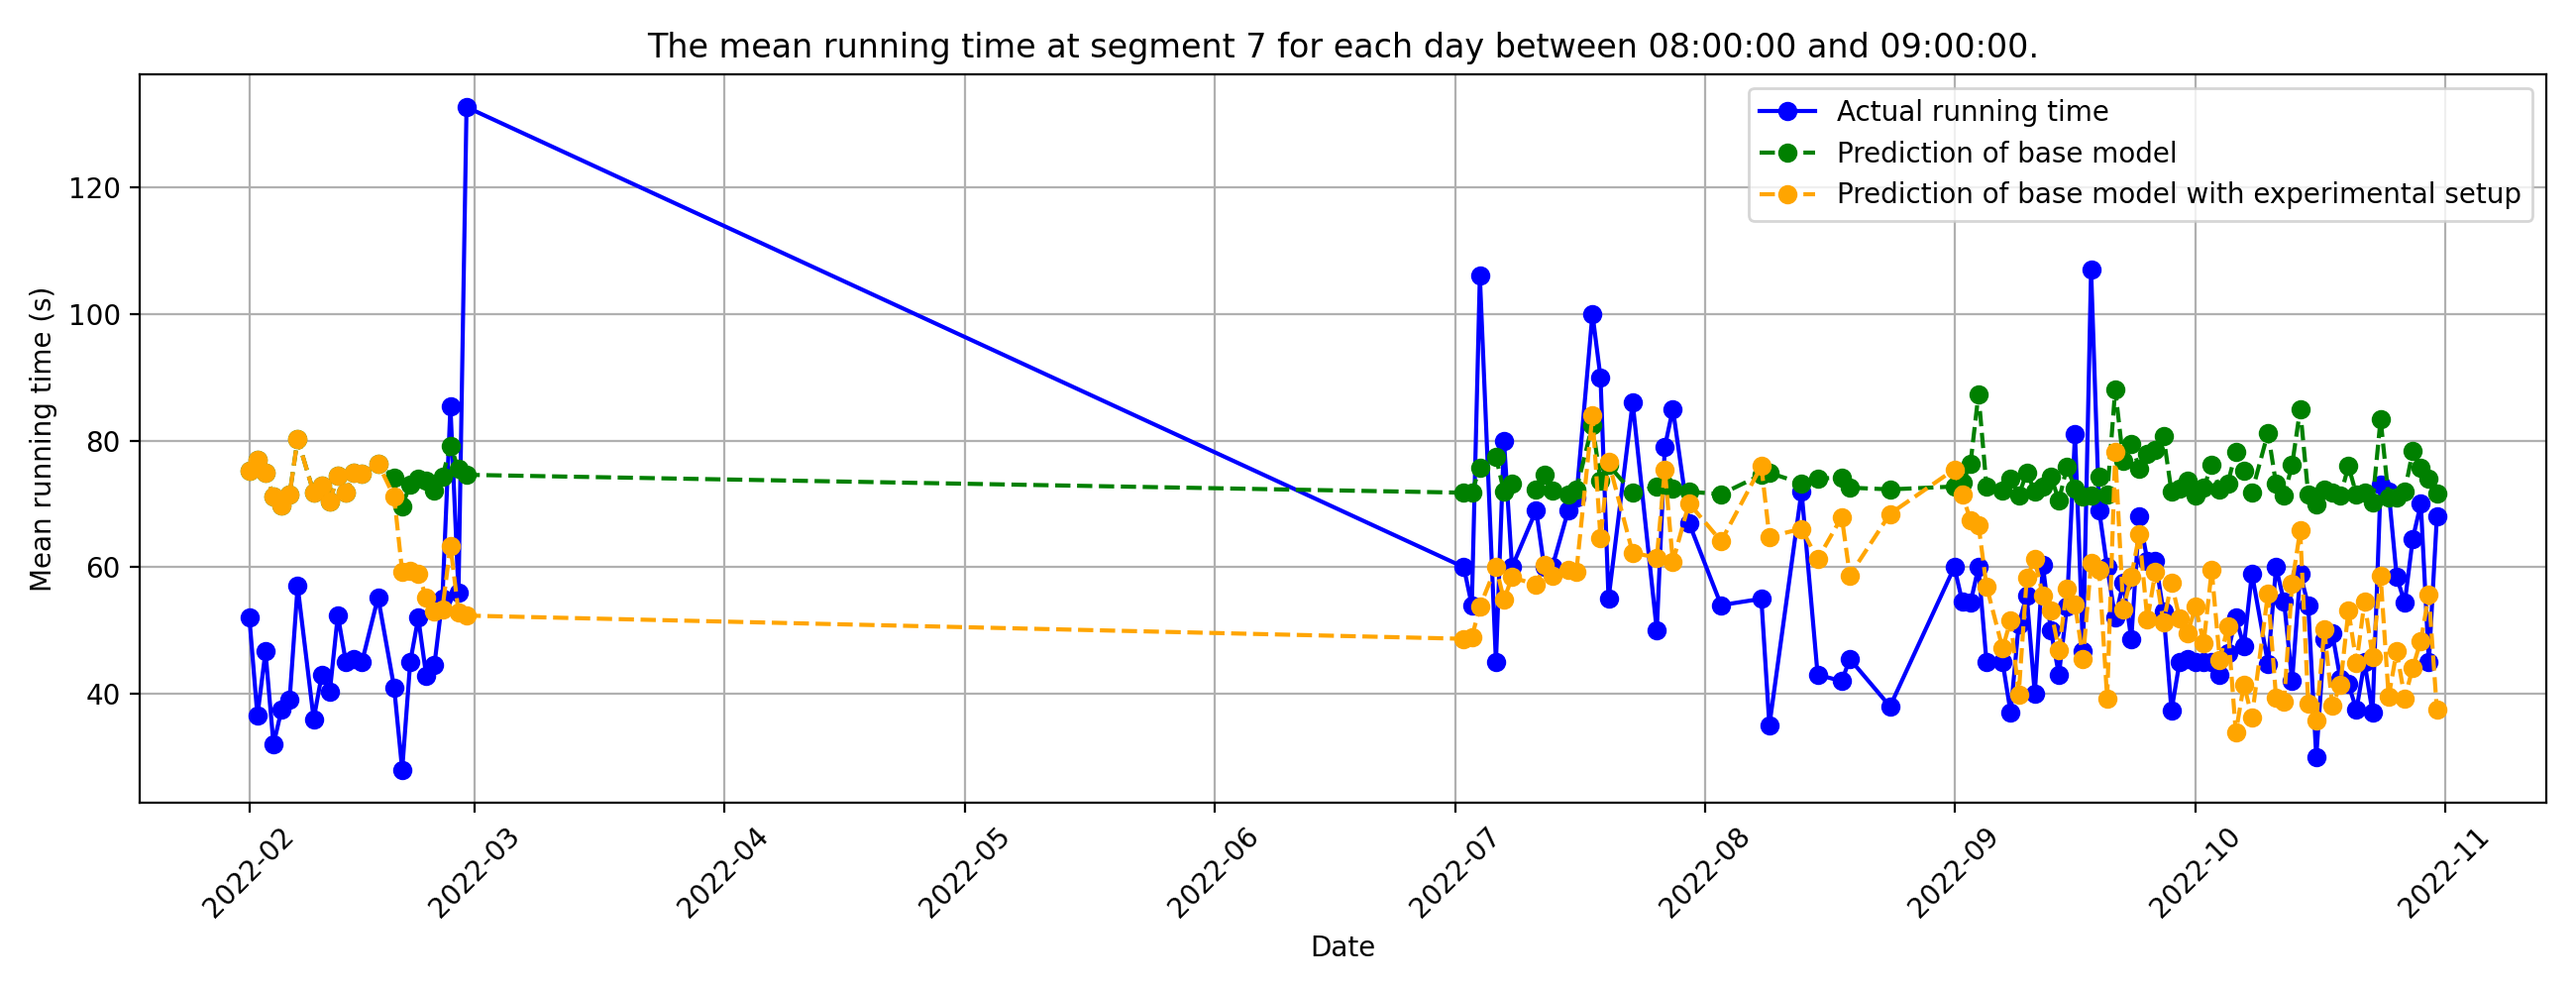 The mean running time at segment 7 for each day between 08:00:00 and 09:00:00.
Actual running time
Prediction of base model
Prediction of base model with experimental setup
Mean running time (s)
120
100
80
60
40
2022-02
2022-03
2022-04
2022-05
2022-06
2022-07
2022-08
2022-09
2022-10
2022-11
Date